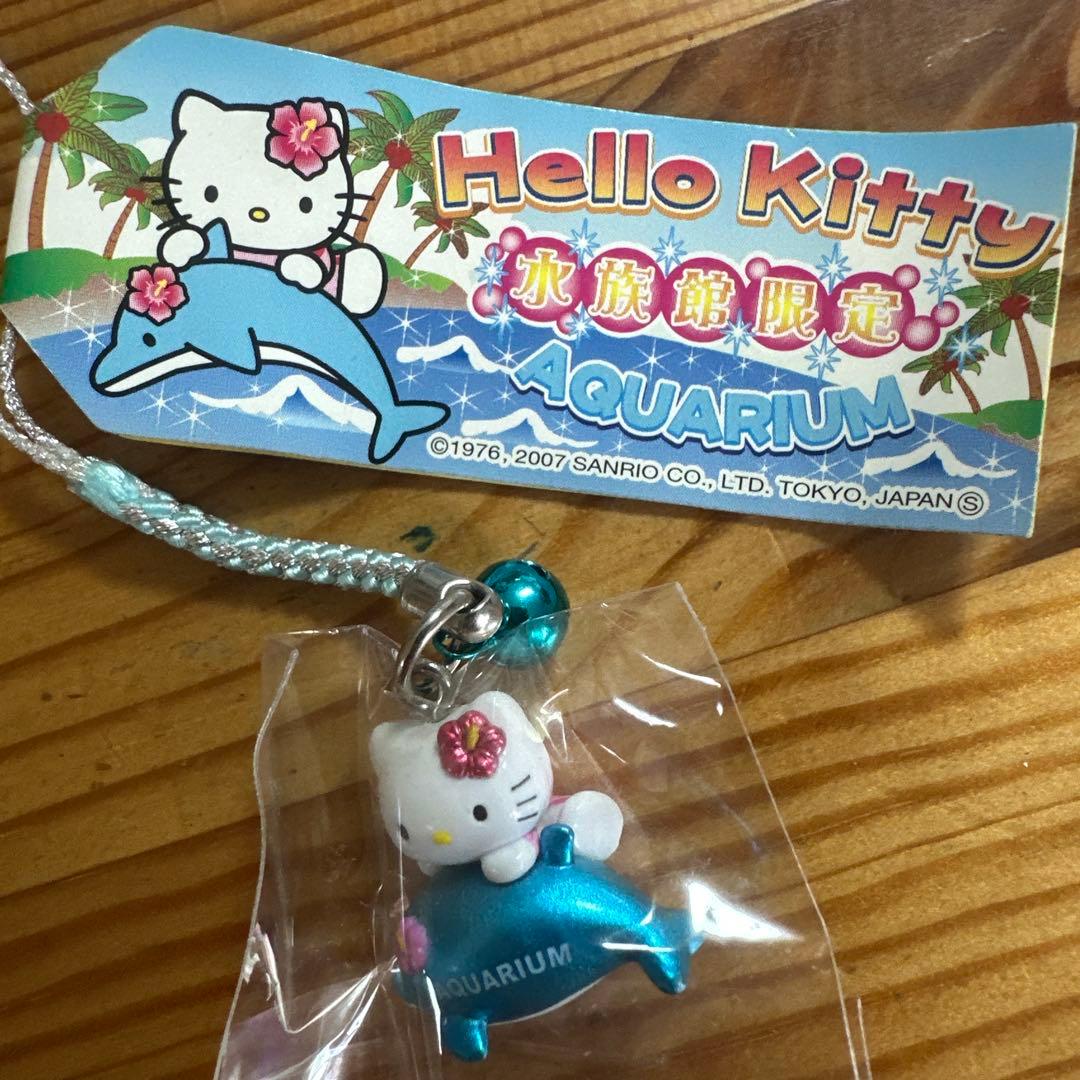 Hello Kitty
水族館限定
AQUARIUM
©1976, 2007 SANRIO CO., LTD. TOKYO, JAPAN Ⓢ
AQUARIUM